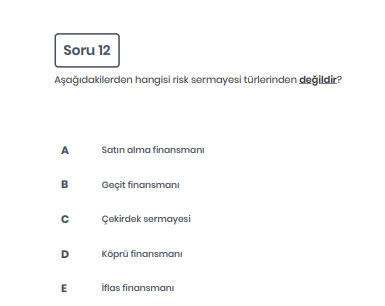 Soru 12
Aşağıdakilerden hangisi risk sermayesi türlerinden değildir?
A Satın alma finansmanı
B Geçit finansmanı
C Çekirdek sermayesi
D Köprü finansmanı
E İflas finansmanı